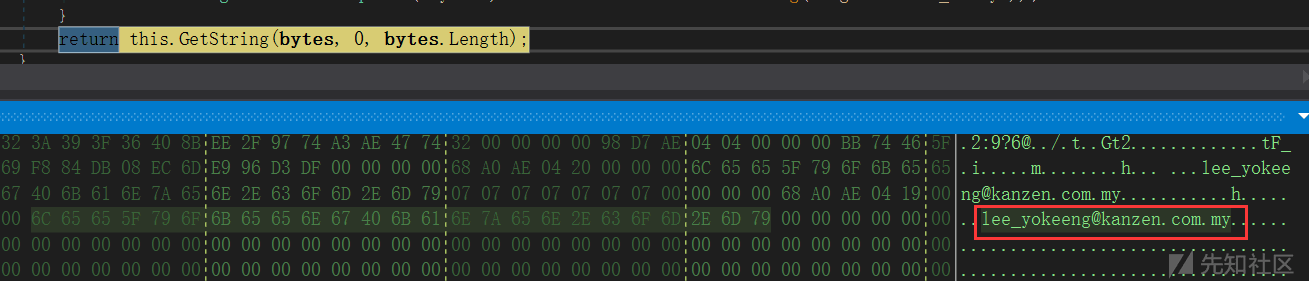 }
return this.GetString(bytes, 0, bytes.Length);
}
32 3A 39 3F 36 40 8B EE 2F 97 74 A3 AE 47 74 32 00 00 00 00 98 D7 AE 04 04 00 00 00 BB 74 46 5F .2:9?6@../.t..Gt2............tF_
69 F8 84 DB 08 EC 6D E9 96 D3 DF 00 00 00 00 68 A0 AE 04 20 00 00 00 6C 65 65 5F 79 6F 6B 65 65 .i.....m........h... ...lee_yokee
67 40 6B 61 6E 7A 65 6E 2E 63 6F 6D 2E 6D 79 07 07 07 07 07 07 07 00 00 00 00 68 A0 AE 04 19 00 ng@kanzen.com.my...........h.....
00 6C 65 65 5F 79 6F 6B 65 65 6E 67 40 6B 61 6E 7A 65 6E 2E 63 6F 6D 2E 6D 79 00 00 00 00 00 00 ..lee_yokeeng@kanzen.com.my......
00 00 00 00 00 00 00 00 00 00 00 00 00 00 00 00 00 00 00 00 00 00 00 00 00 00 00 00 00 00 00 00 .................................
00 00 00 00 00 00 00 00 00 00 00 00 00 00 00 00 00 00 00 00 00 00 00 00 00 00 00 00 00 00 00 00 .................................
先知社区